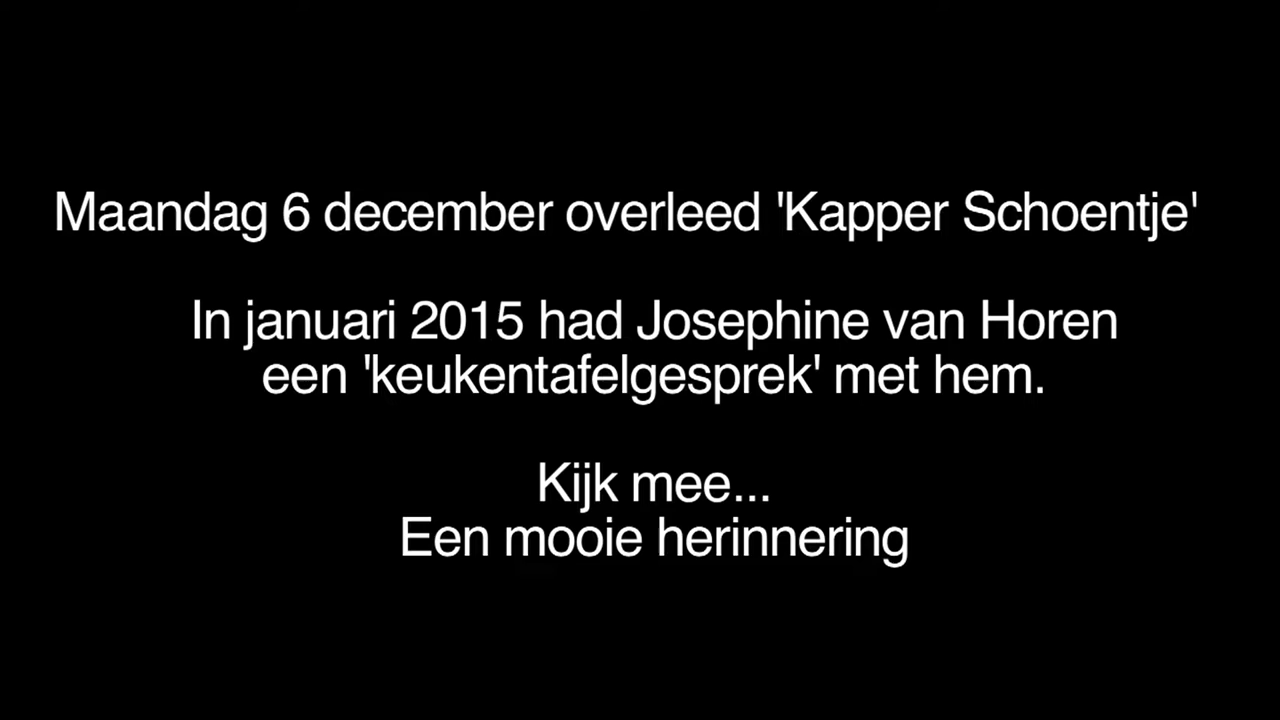 Maandag 6 december overleed 'Kapper Schoentje'
In januari 2015 had Josephine van Horen
een 'keukentafelgesprek' met hem.
Kijk mee...
Een mooie herinnering